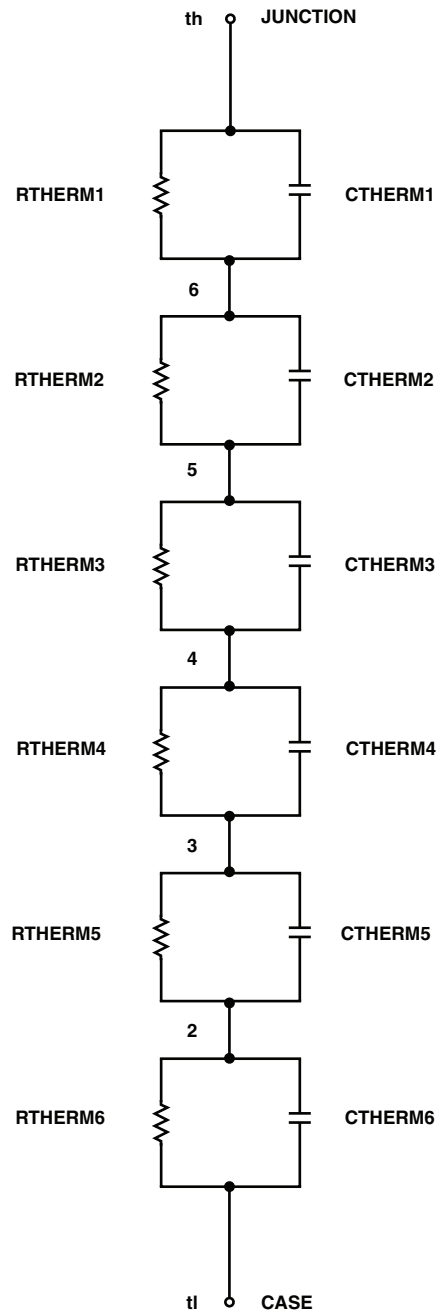 th JUNCTION
RTHERM1 CTHERM1
6
RTHERM2 CTHERM2
5
RTHERM3 CTHERM3
4
RTHERM4 CTHERM4
3
RTHERM5 CTHERM5
2
RTHERM6 CTHERM6
tl CASE